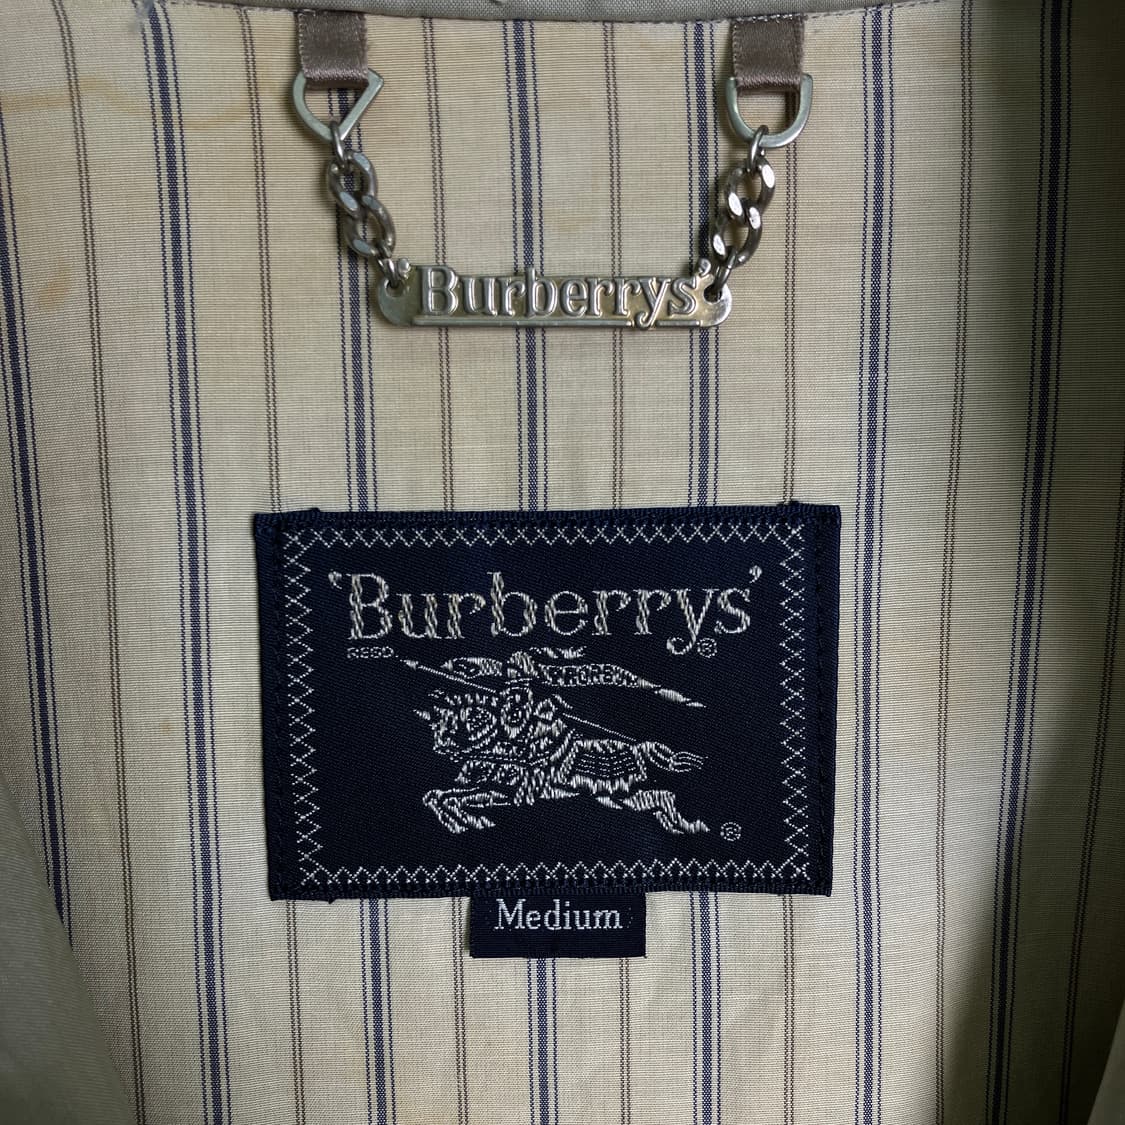 'Burberrys'
'Burberrys'
REGD ®
PRORSUM
®
Medium